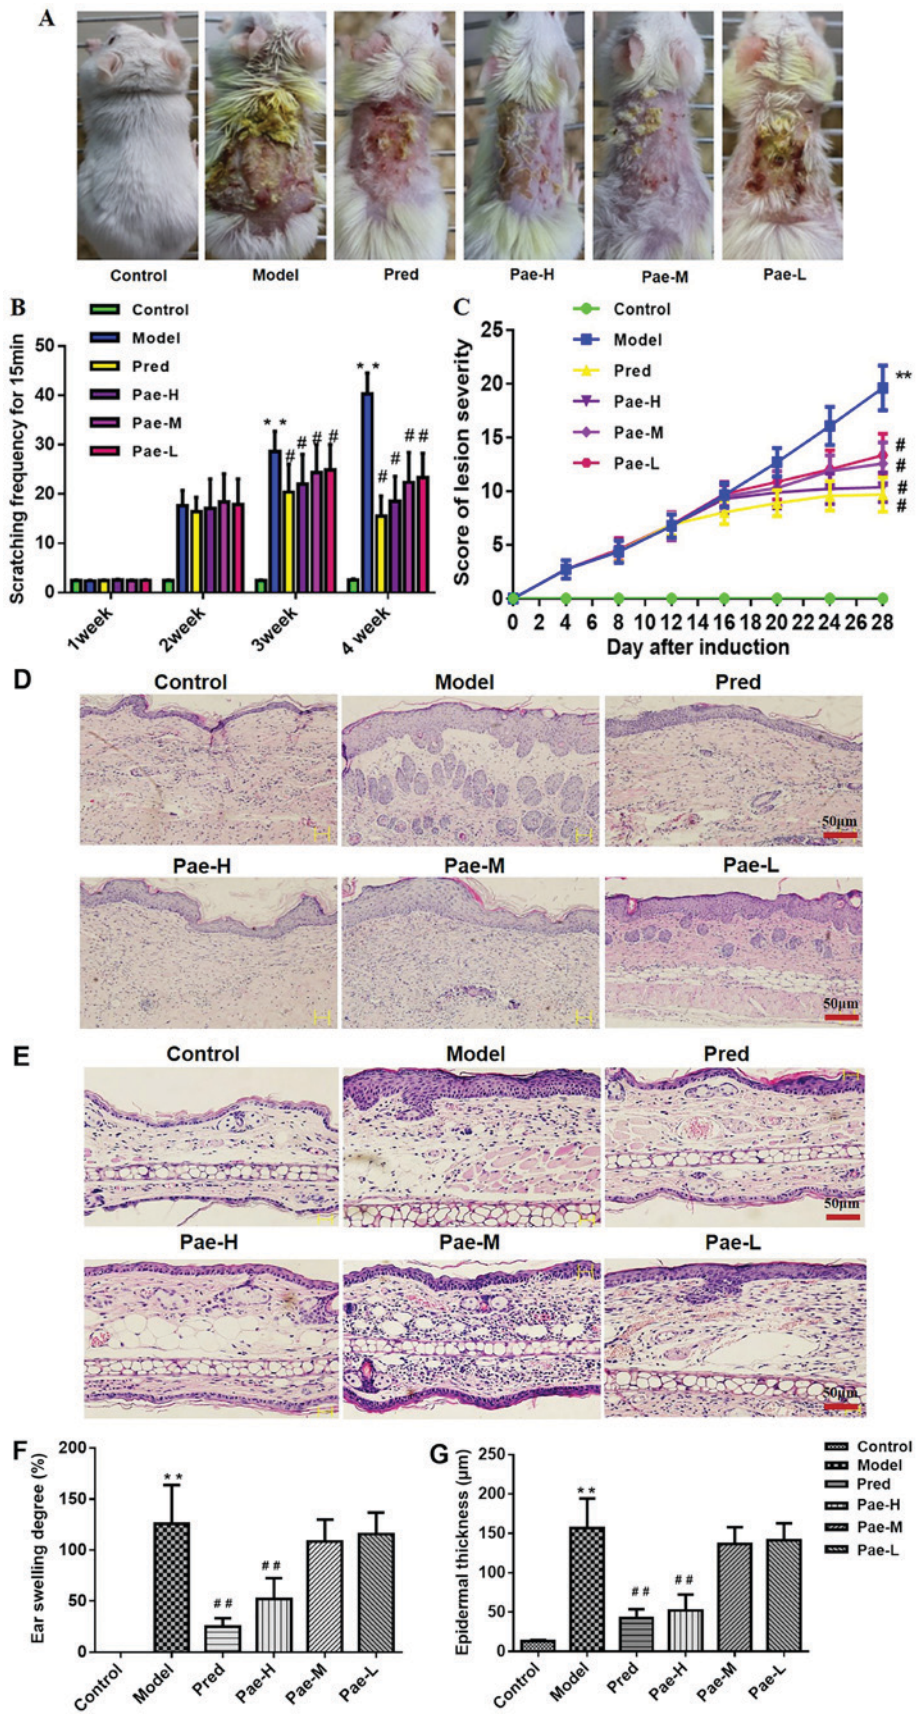 A
Control Model Pred Pae-H Pae-M Pae-L
B
Control
Model
Pred
Pae-H
Pae-M
Pae-L
Scratching frequency for 15min
50
40
30
20
10
0
* *
# # # #
* *
# # # #
1week 2week 3week 4 week
C
Control
Model
Pred
Pae-H
Pae-M
Pae-L
Score of lesion severity
25
20
15
10
5
0
**
#
#
#
#
0 2 4 6 8 10 12 14 16 18 20 22 24 26 28
Day after induction
D
Control Model Pred
50μm
Pae-H Pae-M Pae-L
50μm
E
Control Model Pred
50μm
Pae-H Pae-M Pae-L
50μm
F
Ear swelling degree (%)
200
150
100
50
0
* *
# #
# #
Control Model Pred Pae-H Pae-M Pae-L
G
Epidermal thickness (μm)
250
200
150
100
50
0
* *
# #
# #
Control Model Pred Pae-H Pae-M Pae-L
Control
Model
Pred
Pae-H
Pae-M
Pae-L